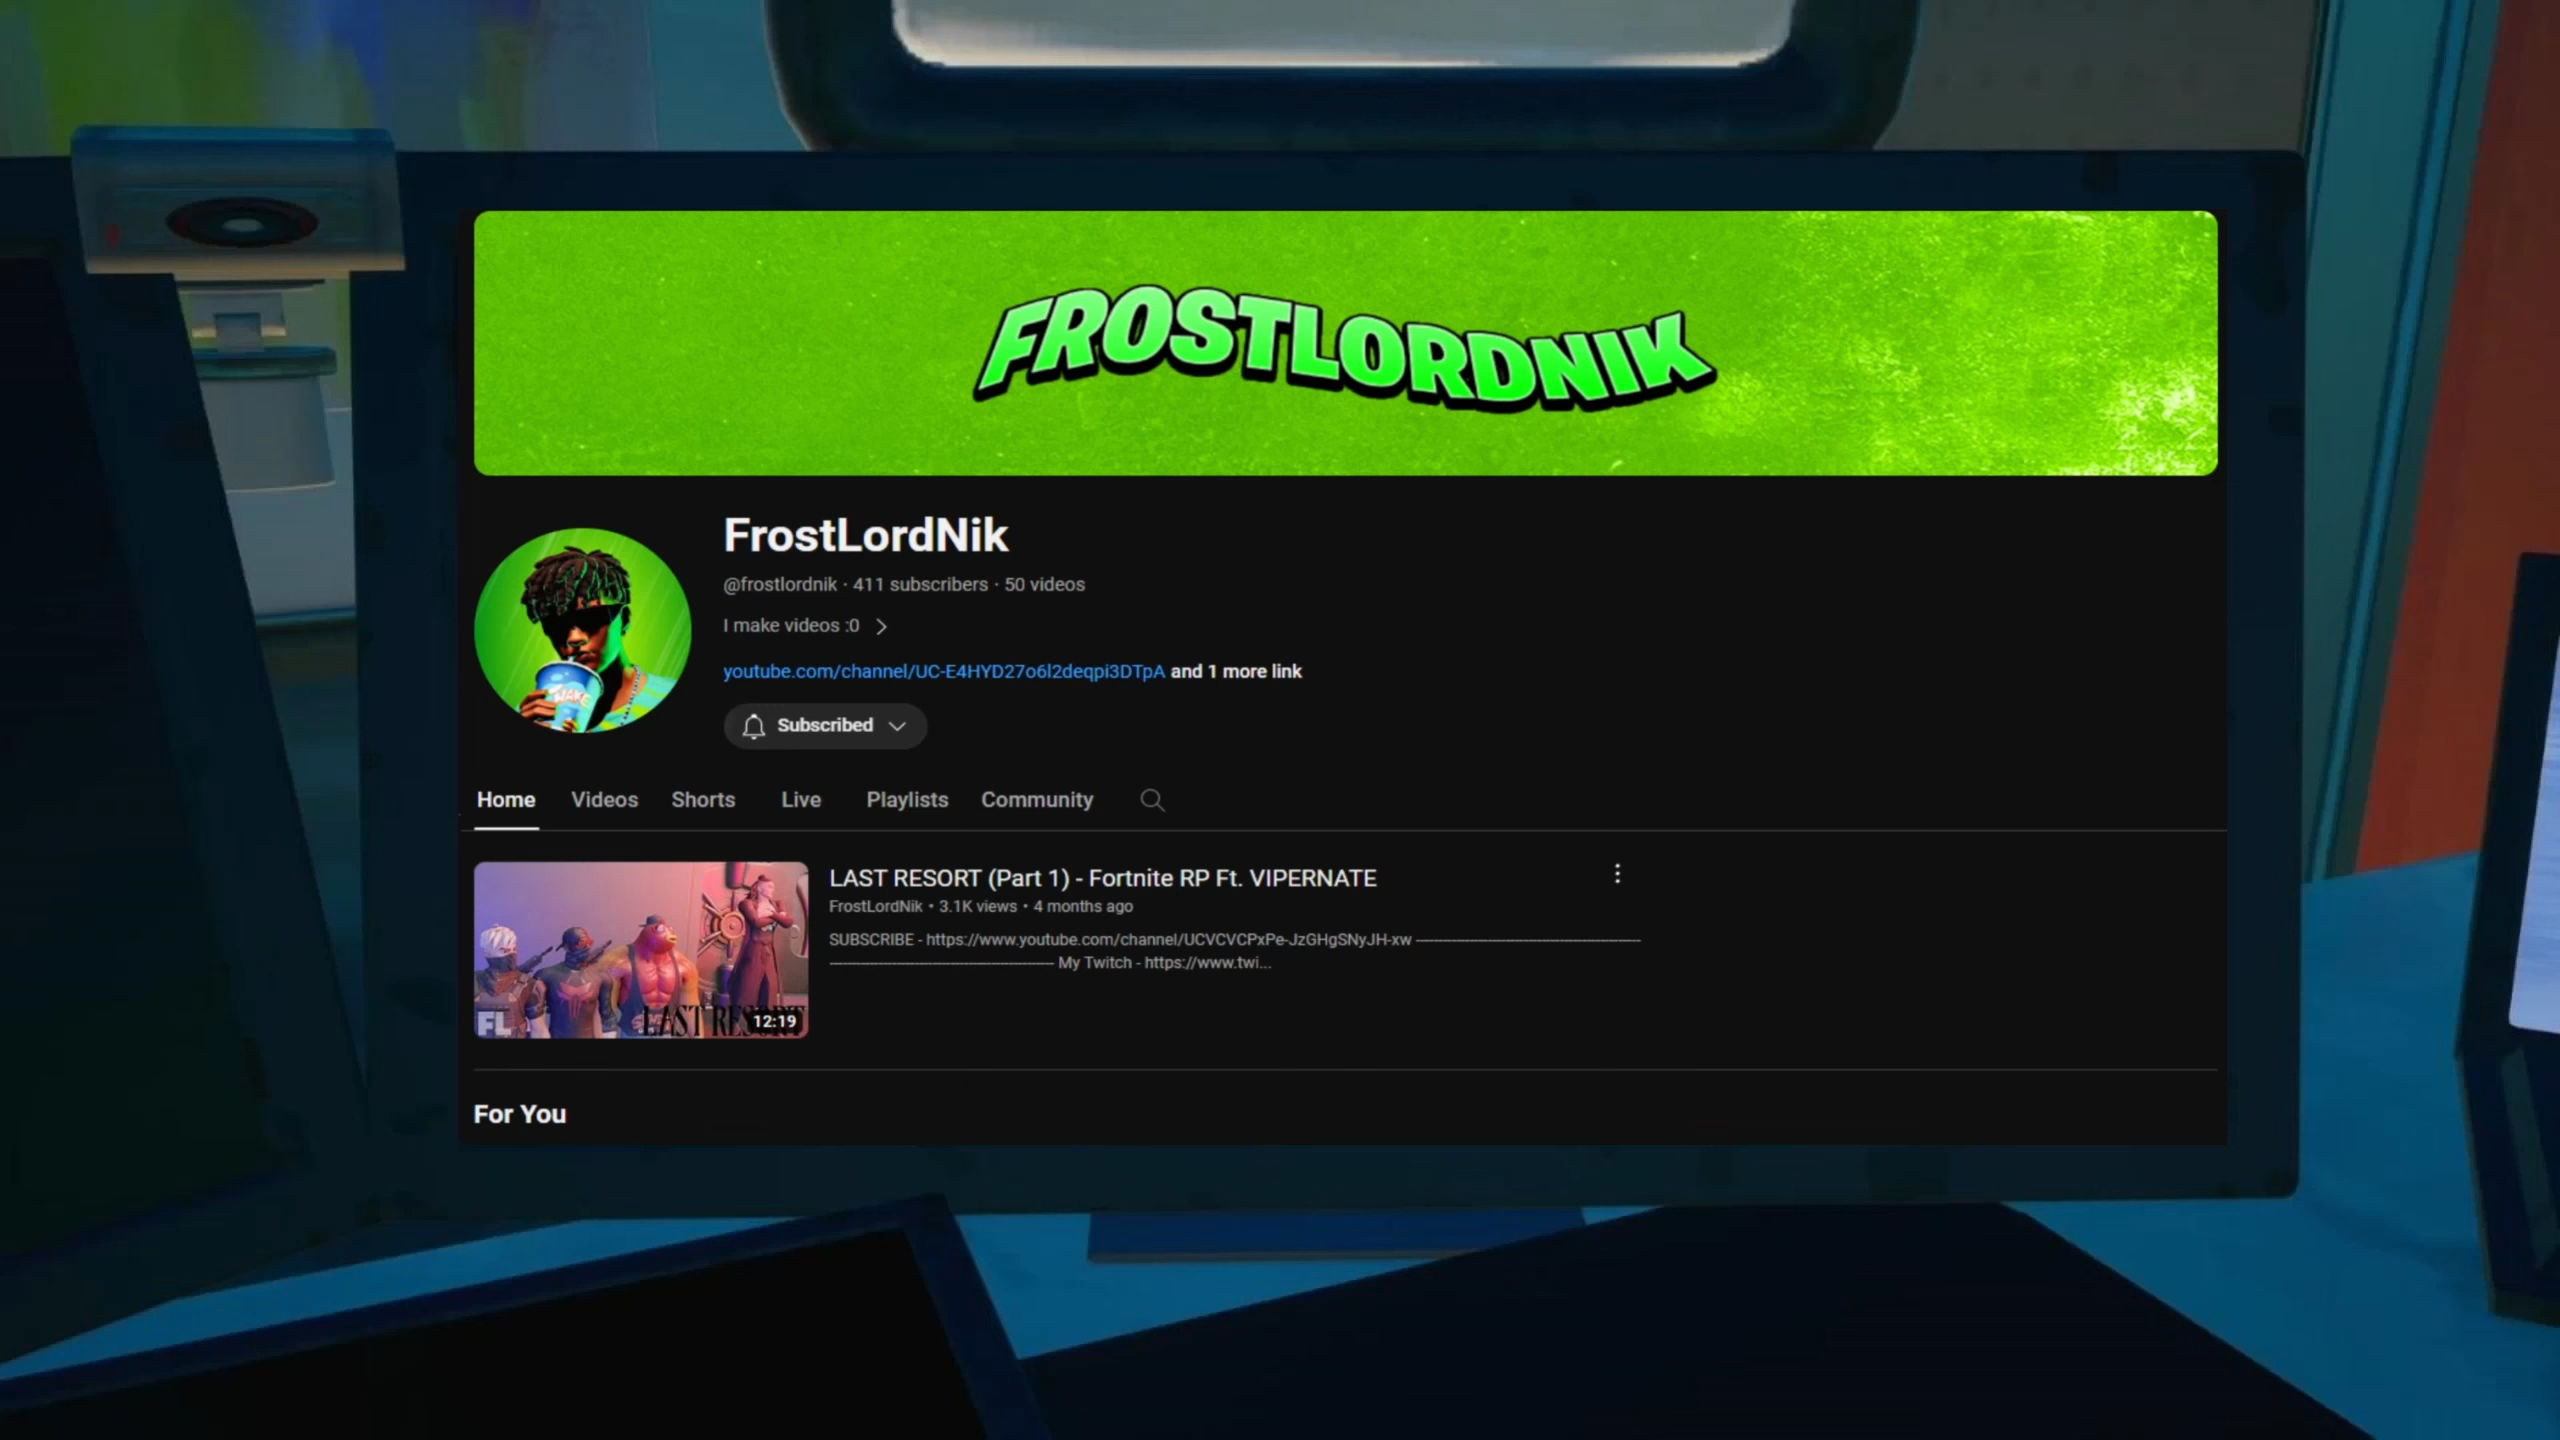 FROSTLORDNIK
FrostLordNik
@frostlordnik · 411 subscribers · 50 videos
I make videos :0
youtube.com/channel/UC-E4HYD27o6l2deqpi3DTpA and 1 more link
Subscribed
Home Videos Shorts Live Playlists Community
LAST RESORT (Part 1) - Fortnite RP Ft. VIPERNATE
FrostLordNik • 3.1K views • 4 months ago
SUBSCRIBE - https://www.youtube.com/channel/UCVCVCPxPe-JzGHgSNyJH-xw ----------------------------------------
---------------------------------------- My Twitch - https://www.twi...
FL
LAST RESORT
12:19
For You